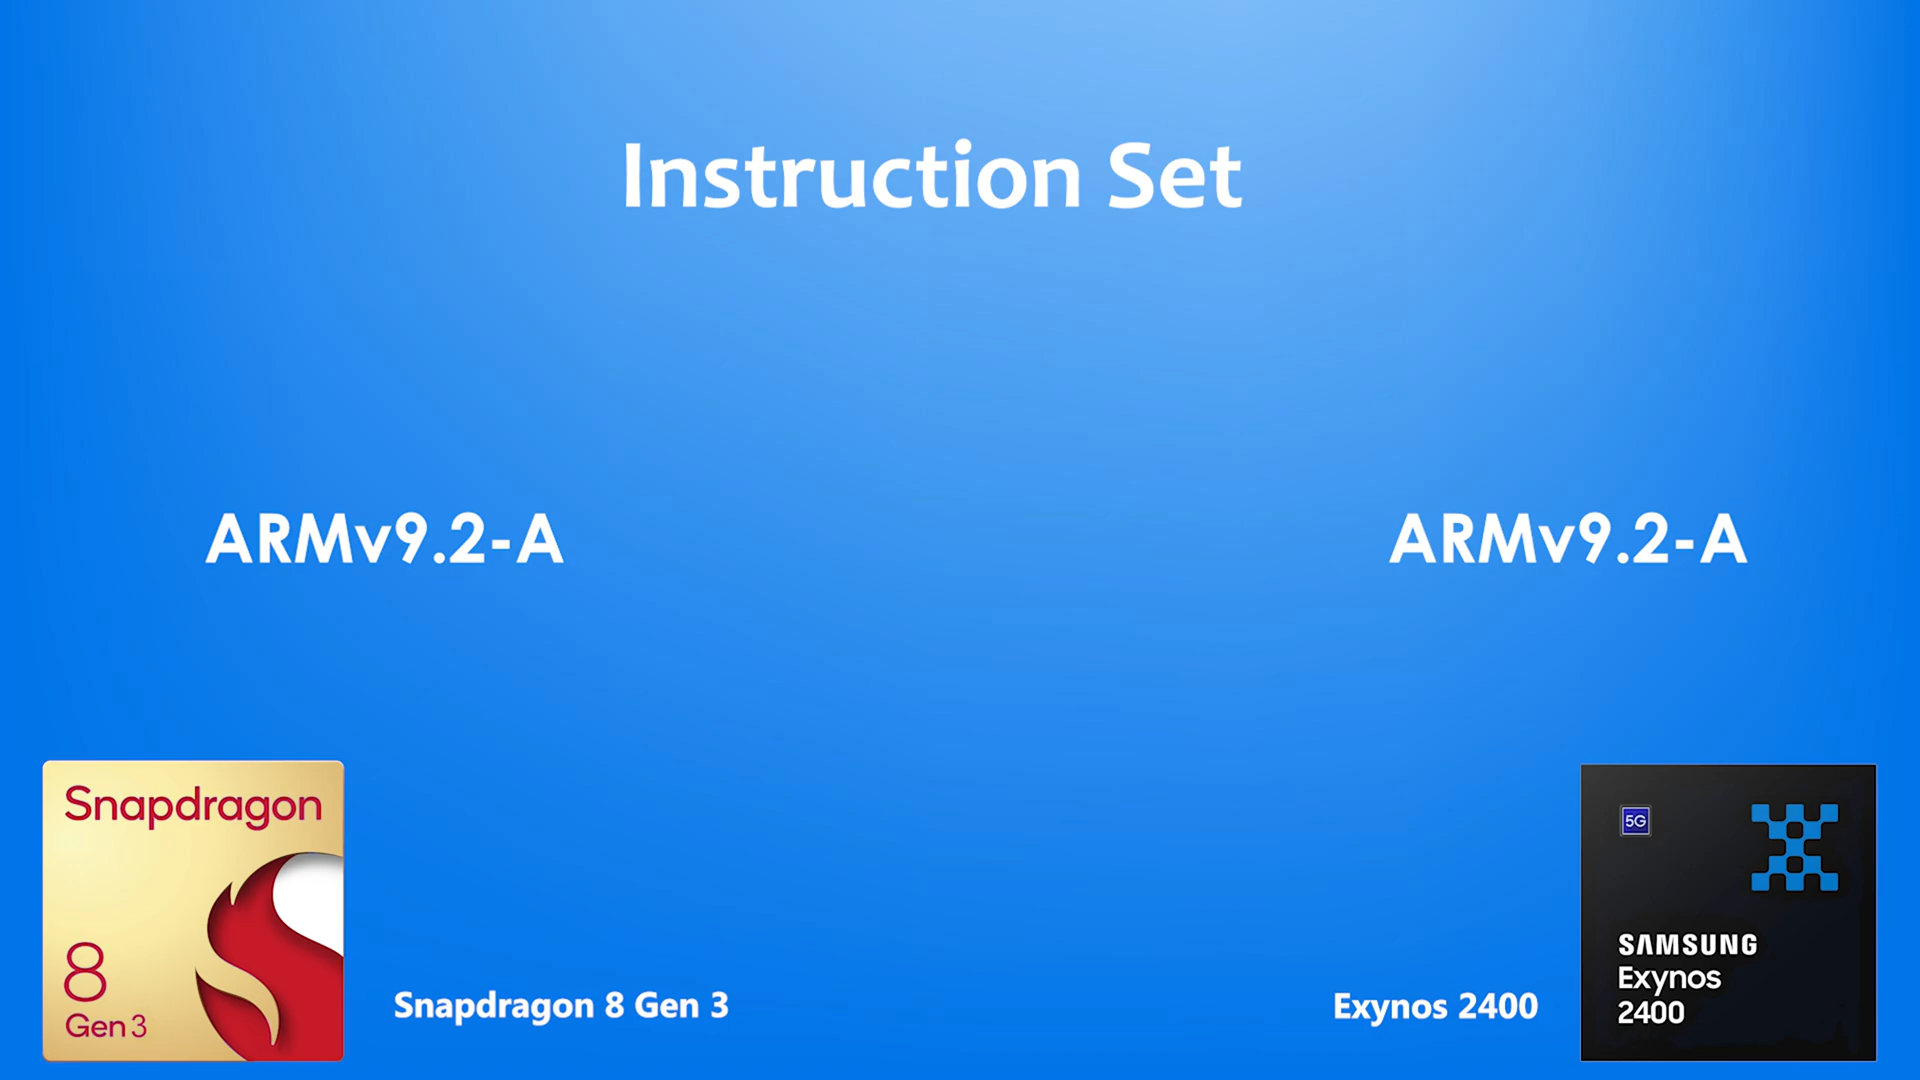 Instruction Set
ARMv9.2-A
ARMv9.2-A
Snapdragon
8
Gen 3
Snapdragon 8 Gen 3
Exynos 2400
5G
SAMSUNG
Exynos
2400